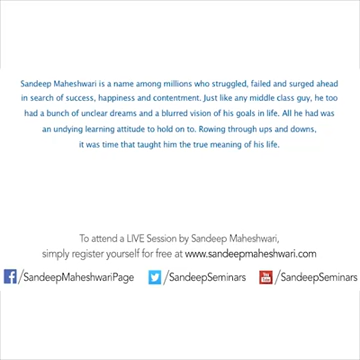 Sandeep Maheshwari is a name among millions who struggled, failed and surged ahead
in search of success, happiness and contentment. Just like any middle class guy, he too
had a bunch of unclear dreams and a blurred vision of his goals in life. All he had was
an undying learning attitude to hold on to. Rowing through ups and downs,
it was time that taught him the true meaning of his life.
To attend a LIVE Session by Sandeep Maheshwari,
simply register yourself for free at www.sandeepmaheshwari.com
f /SandeepMaheshwariPage /SandeepSeminars You Tube /SandeepSeminars